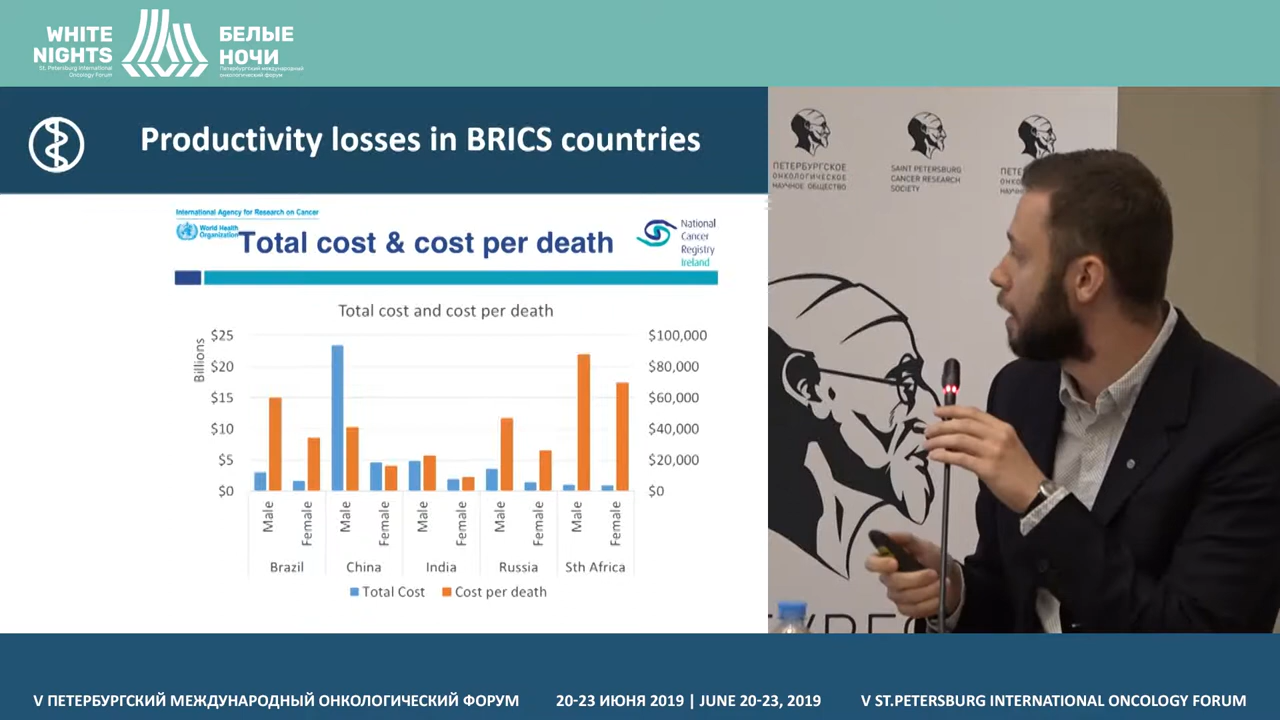 WHITE
NIGHTS
St. Petersburg International
Oncology Forum
БЕЛЫЕ
НОЧИ
Петербургский международный
онкологический форум
Productivity losses in BRICS countries
International Agency for Research on Cancer
World Health
Organization
Total cost & cost per death
National
Cancer
Registry
Ireland
Total cost and cost per death
Billions
$25
$20
$15
$10
$5
$0
$100,000
$80,000
$60,000
$40,000
$20,000
$0
Male
Female
Male
Female
Male
Female
Male
Female
Male
Female
Brazil
China
India
Russia
Sth Africa
Total Cost
Cost per death
ПЕТЕРБУРГСКОЕ
ОНКОЛОГИЧЕСКОЕ
НАУЧНОЕ ОБЩЕСТВО
SAINT PETERSBURG
CANCER RESEARCH
SOCIETY
V ПЕТЕРБУРГСКИЙ МЕЖДУНАРОДНЫЙ ОНКОЛОГИЧЕСКИЙ ФОРУМ
20-23 ИЮНЯ 2019 | JUNE 20-23, 2019
V ST.PETERSBURG INTERNATIONAL ONCOLOGY FORUM